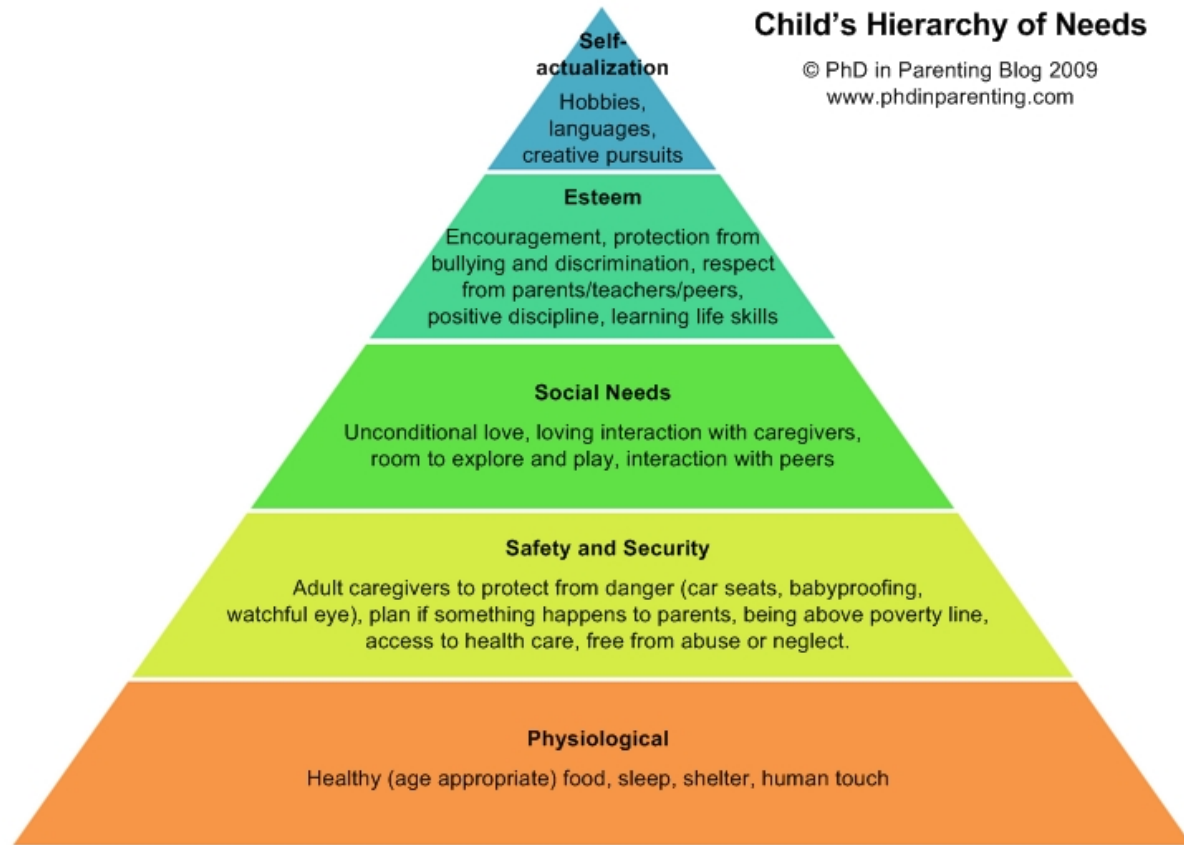 Child's Hierarchy of Needs
© PhD in Parenting Blog 2009
www.phdinparenting.com
Self-
actualization
Hobbies,
languages,
creative pursuits
Esteem
Encouragement, protection from
bullying and discrimination, respect
from parents/teachers/peers,
positive discipline, learning life skills
Social Needs
Unconditional love, loving interaction with caregivers,
room to explore and play, interaction with peers
Safety and Security
Adult caregivers to protect from danger (car seats, babyproofing,
watchful eye), plan if something happens to parents, being above poverty line,
access to health care, free from abuse or neglect.
Physiological
Healthy (age appropriate) food, sleep, shelter, human touch